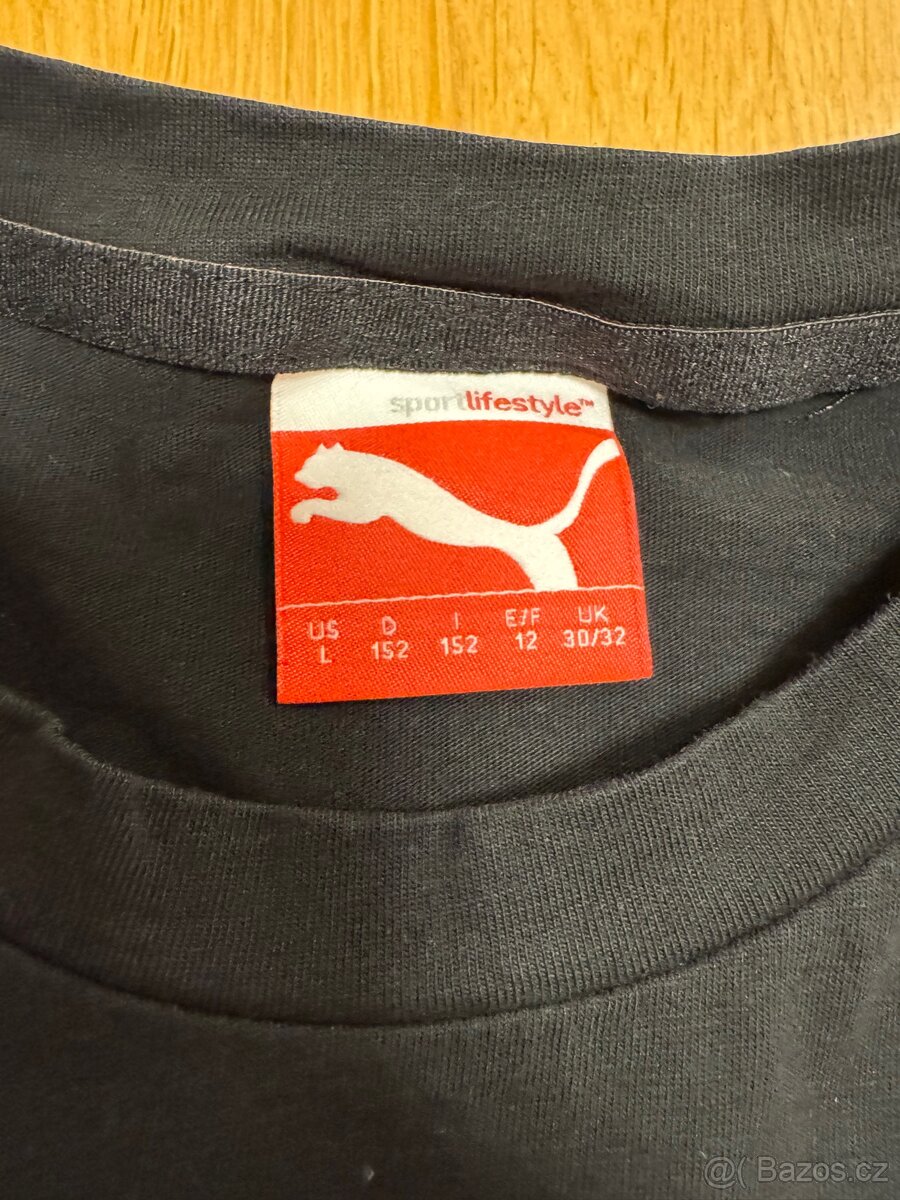 sportlifestyle™
US D I E/F UK
L 152 152 12 30/32
@( Bazos.cz